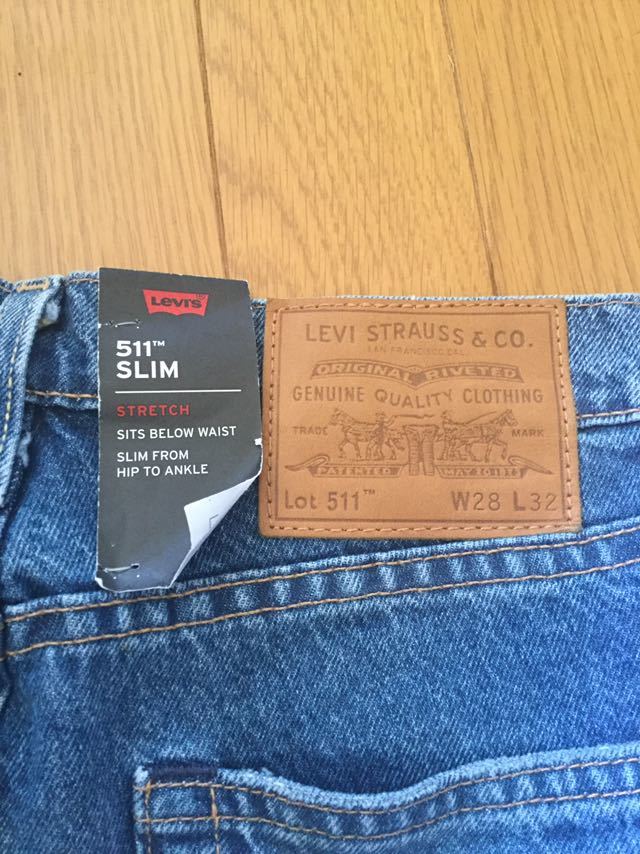 Levi's
511™
SLIM
STRETCH
SITS BELOW WAIST
SLIM FROM
HIP TO ANKLE
LEVI STRAUSS & CO.
SAN FRANCISCO CAL.
ORIGINAL RIVETED
GENUINE QUALITY CLOTHING
TRADE MARK
PATENTED MAY 20 1873
Lot 511™ W28 L32